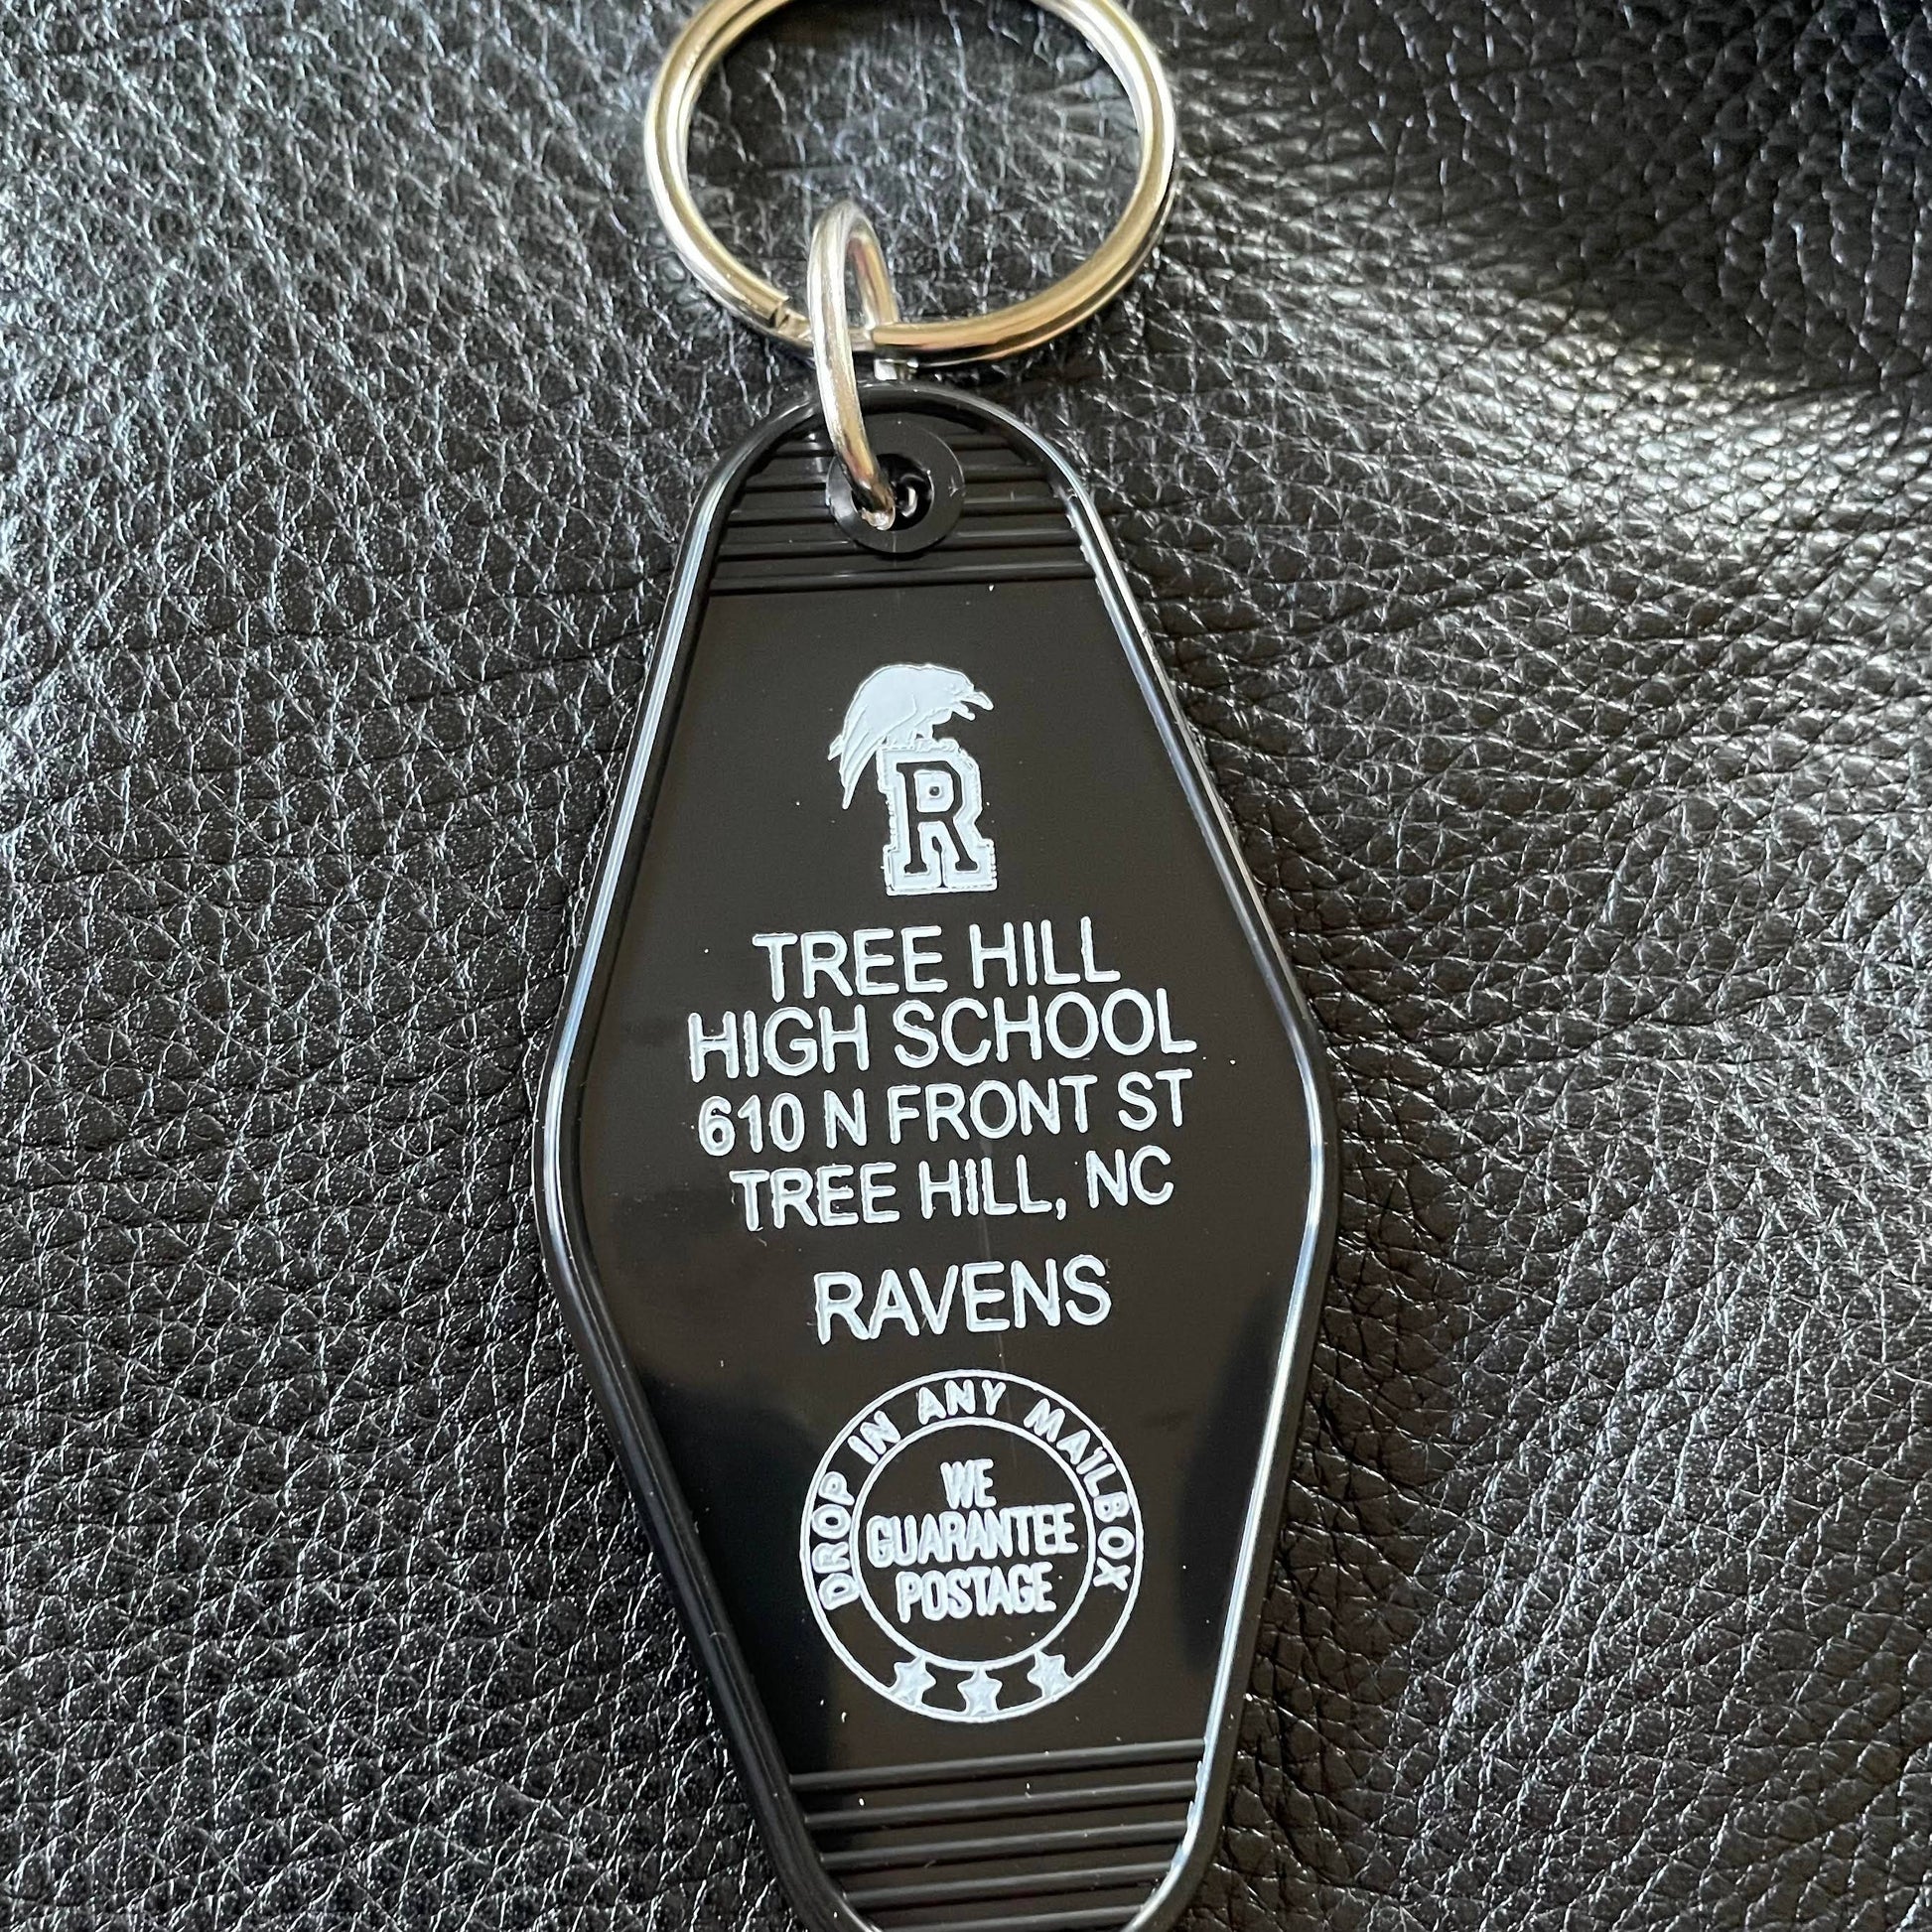 R
TREE HILL
HIGH SCHOOL
610 N FRONT ST
TREE HILL, NC
RAVENS
DROP IN ANY MAILBOX
WE
GUARANTEE
POSTAGE